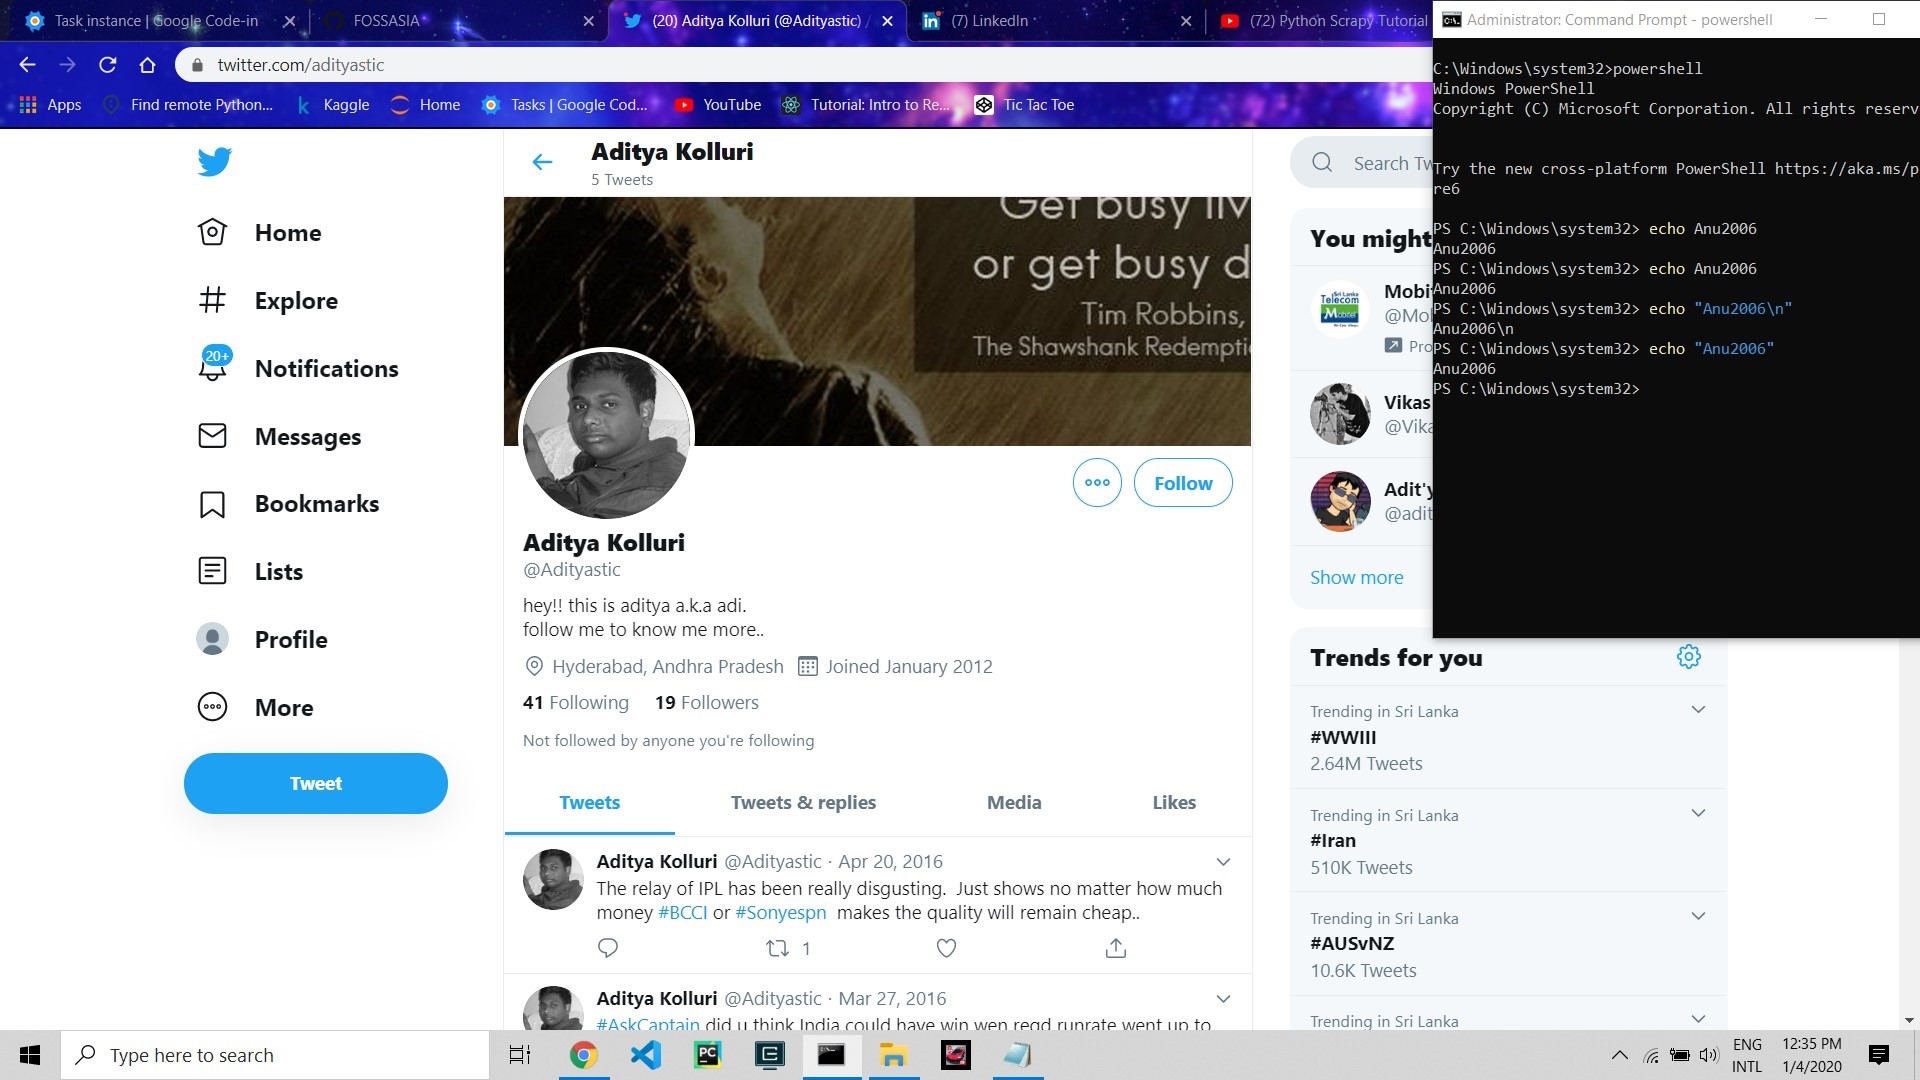 Task instance | Google Code-in
FOSSASIA
(20) Aditya Kolluri (@Adityastic)
(7) LinkedIn
(72) Python Scrapy Tutorial
twitter.com/adityastic
Apps
Find remote Python...
Kaggle
Home
Tasks | Google Cod...
YouTube
Tutorial: Intro to Re...
Tic Tac Toe
Home
Explore
20+
Notifications
Messages
Bookmarks
Lists
Profile
More
Tweet
Aditya Kolluri
5 Tweets
Get busy
or get busy
Tim Robbins,
The Shawshank
Follow
Aditya Kolluri
@Adityastic
hey!! this is aditya a.k.a adi.
follow me to know me more..
Hyderabad, Andhra Pradesh Joined January 2012
41 Following 19 Followers
Not followed by anyone you're following
Tweets
Tweets & replies
Media
Likes
Aditya Kolluri @Adityastic · Apr 20, 2016
The relay of IPL has been really disgusting. Just shows no matter how much
money #BCCI or #Sonyespn makes the quality will remain cheap..
1
Aditya Kolluri @Adityastic · Mar 27, 2016
#AskCaptain did u think India could have win wen reqd runrate went up to
Search
You might
Sri Lanka
Telecom
Mobitel
Vikas
Adit'y
@adit
Show more
Trends for you
Trending in Sri Lanka
#WWIII
2.64M Tweets
Trending in Sri Lanka
#Iran
510K Tweets
Trending in Sri Lanka
#AUSvNZ
10.6K Tweets
Trending in Sri Lanka
Administrator: Command Prompt - powershell
C:\Windows\system32>powershell
Windows PowerShell
Copyright (C) Microsoft Corporation. All rights reserv
Try the new cross-platform PowerShell https://aka.ms/p
re6
PS C:\Windows\system32> echo Anu2006
Anu2006
PS C:\Windows\system32> echo Anu2006
Anu2006
PS C:\Windows\system32> echo "Anu2006\n"
Anu2006\n
PS C:\Windows\system32> echo "Anu2006"
Anu2006
PS C:\Windows\system32>
Type here to search
PC
ENG
INTL
12:35 PM
1/4/2020